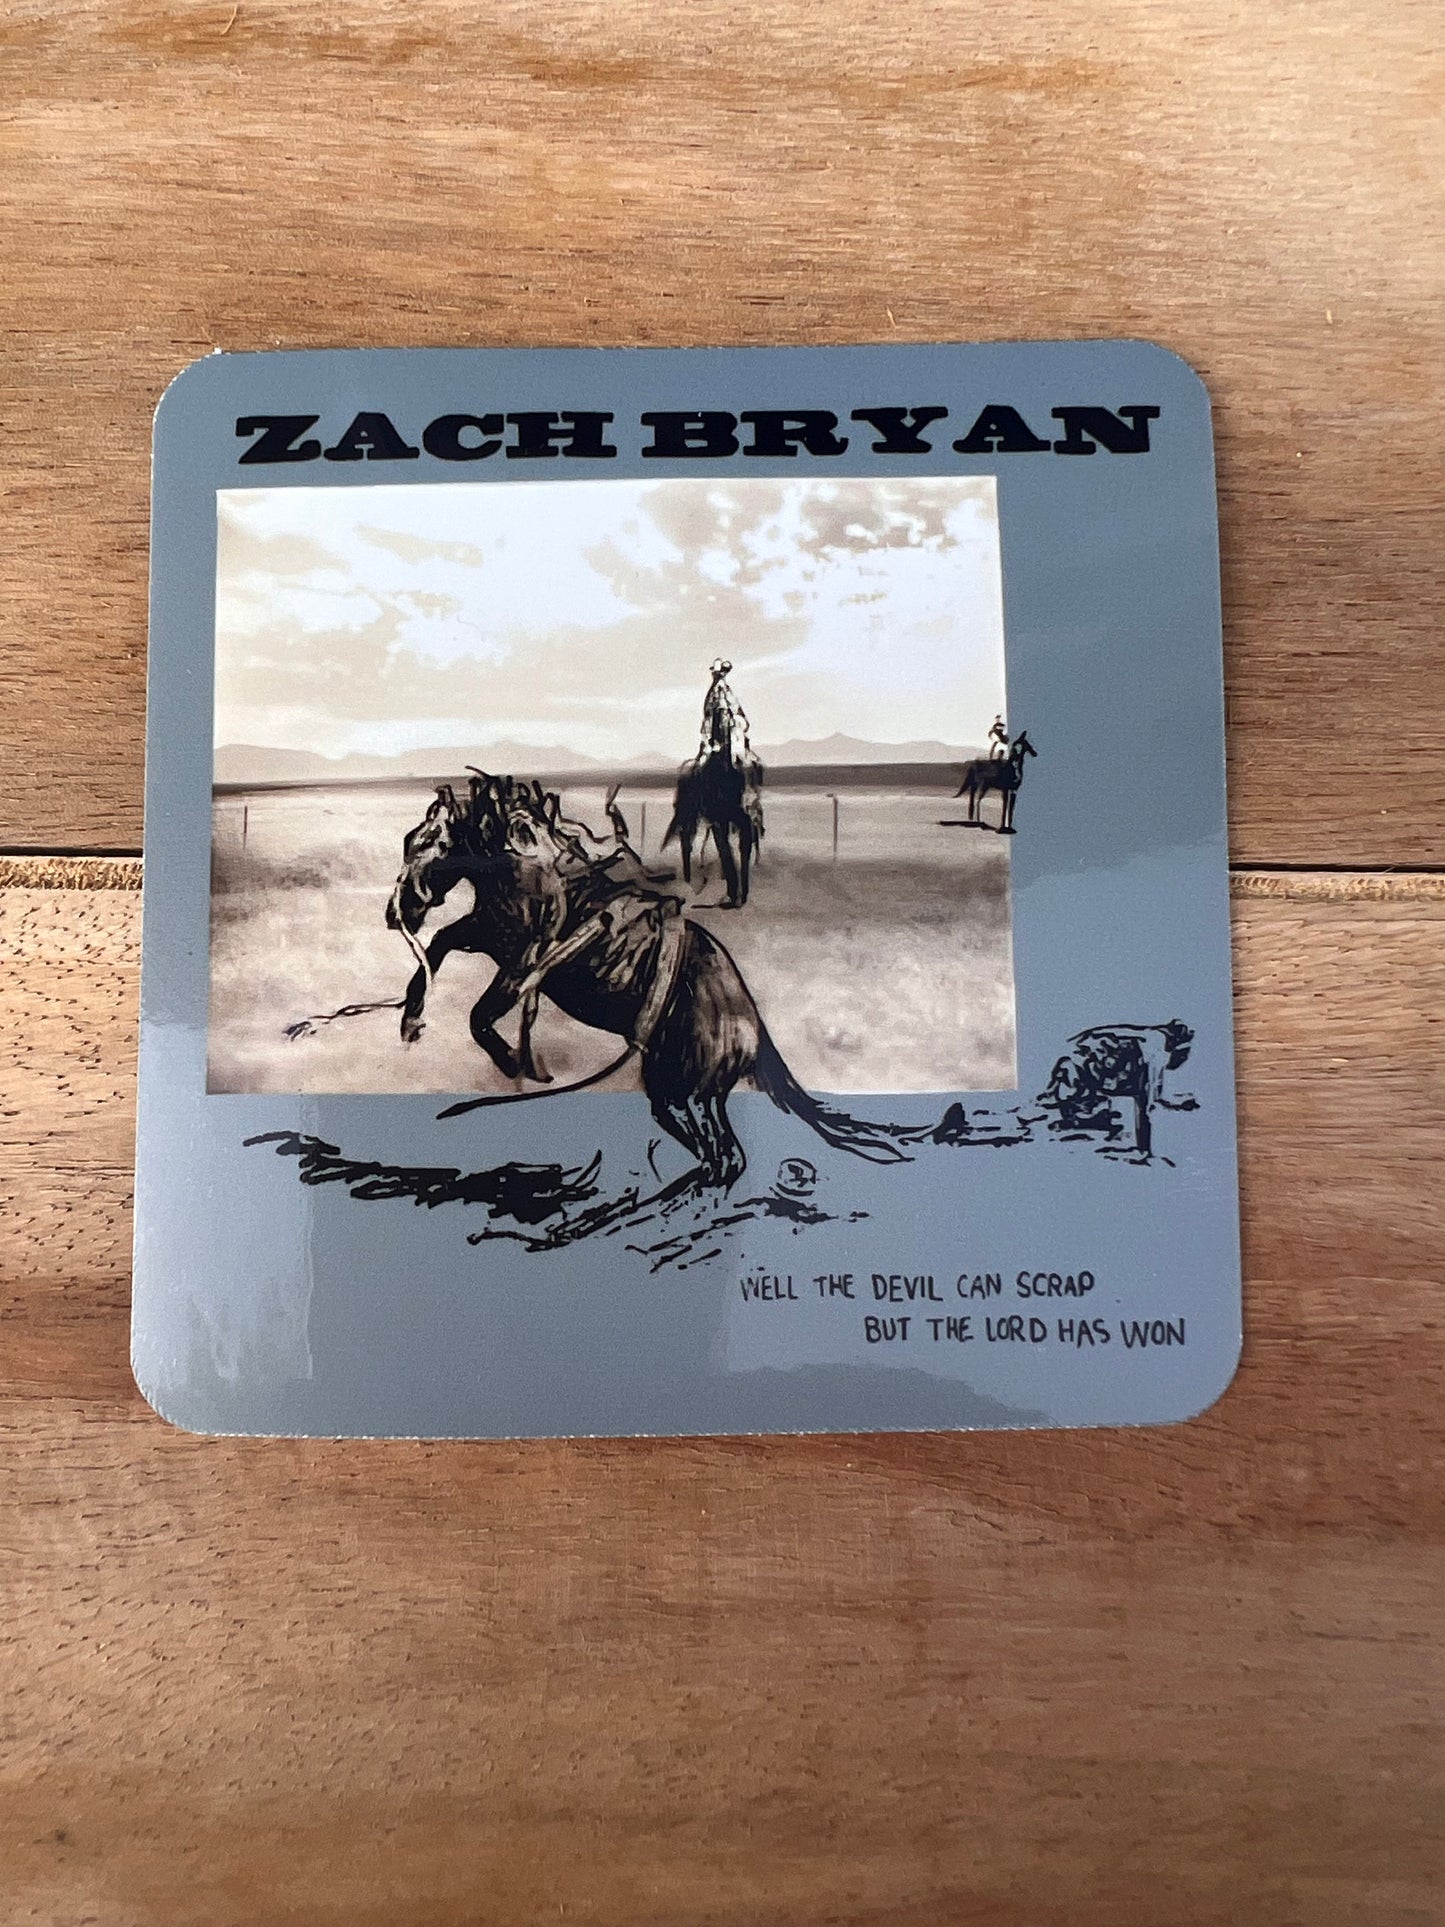 ZACH BRYAN
WELL THE DEVIL CAN SCRAP
BUT THE LORD HAS WON